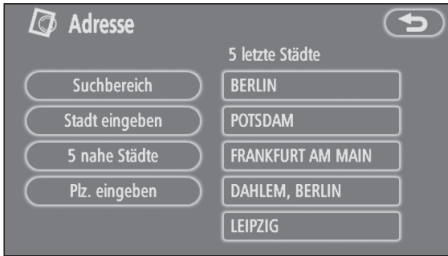 Adresse
5 letzte Städte
Suchbereich
BERLIN
Stadt eingeben
POTSDAM
5 nahe Städte
FRANKFURT AM MAIN
Plz. eingeben
DAHLEM, BERLIN
LEIPZIG